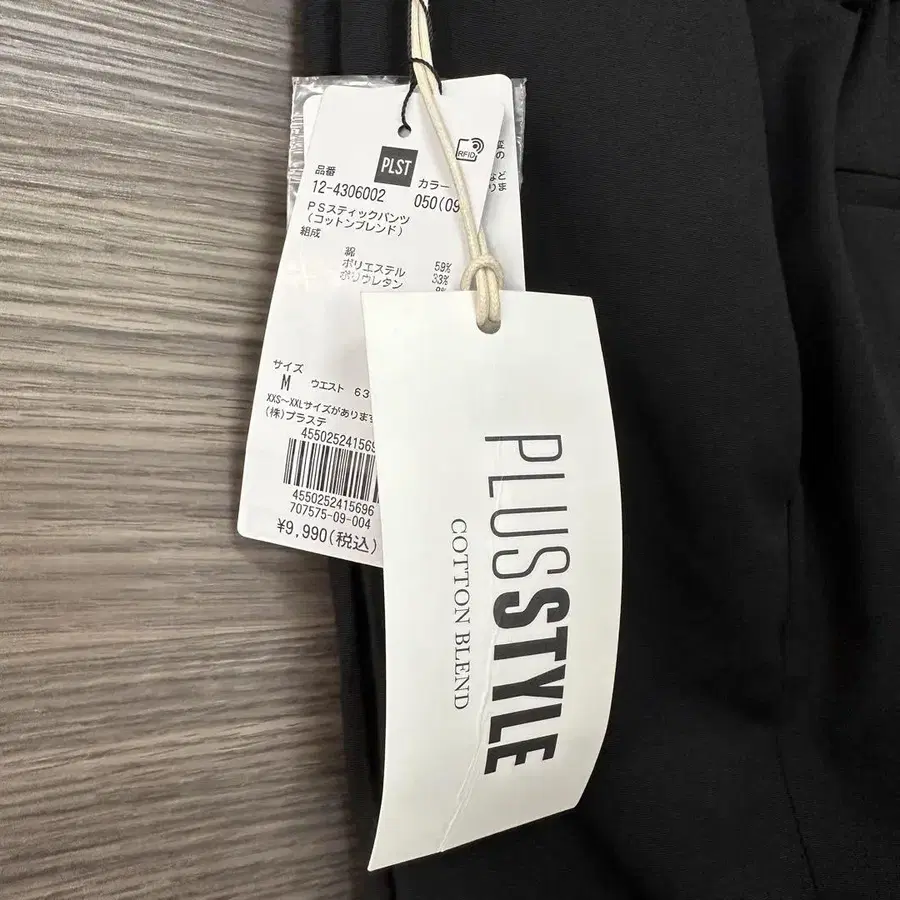 PLST
RFID
品番
カラー
12-4306002
050(09
PSスティックパンツ
(コットンブレンド)
組成
綿 59%
ポリエステル 33%
ポリウレタン 8%
サイズ
M ウエスト 63
XXS~XXLサイズがあります
(株)プラステ
455025241569
4550252415696
707575-09-004
¥9,990(税込)
PLUSSTYLE
COTTON BLEND